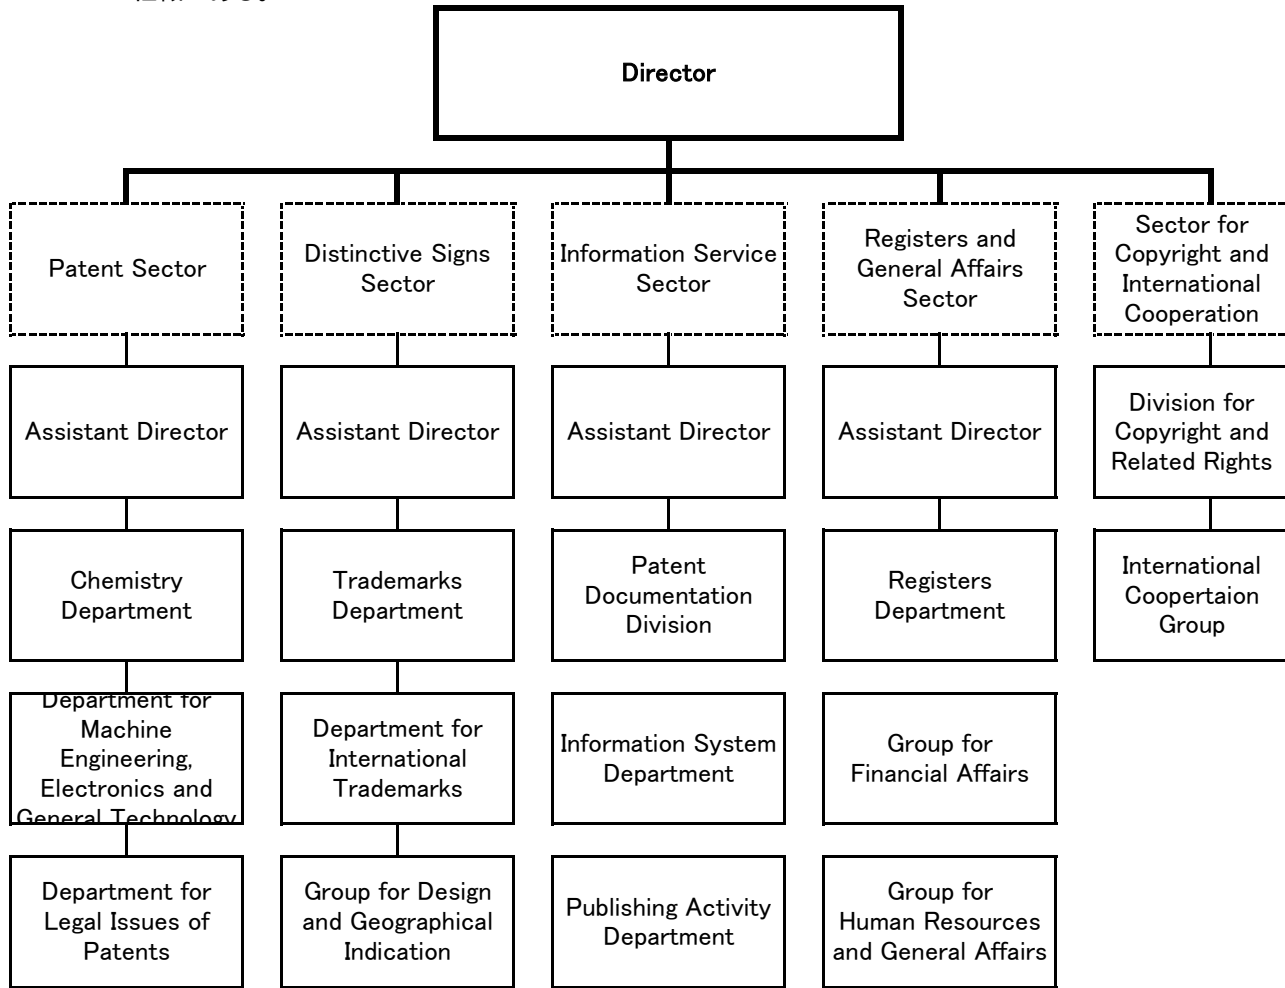 Director
Patent Sector
Distinctive Signs
Sector
Information Service
Sector
Registers and
General Affairs
Sector
Sector for
Copyright and
International
Cooperation
Assistant Director
Assistant Director
Assistant Director
Assistant Director
Division for
Copyright and
Related Rights
Chemistry
Department
Trademarks
Department
Patent
Documentation
Division
Registers
Department
International
Coopertaion
Group
Department for
Machine
Engineering,
Electronics and
General Technology
Department for
International
Trademarks
Information System
Department
Group for
Financial Affairs
Department for
Legal Issues of
Patents
Group for Design
and Geographical
Indication
Publishing Activity
Department
Group for
Human Resources
and General Affairs